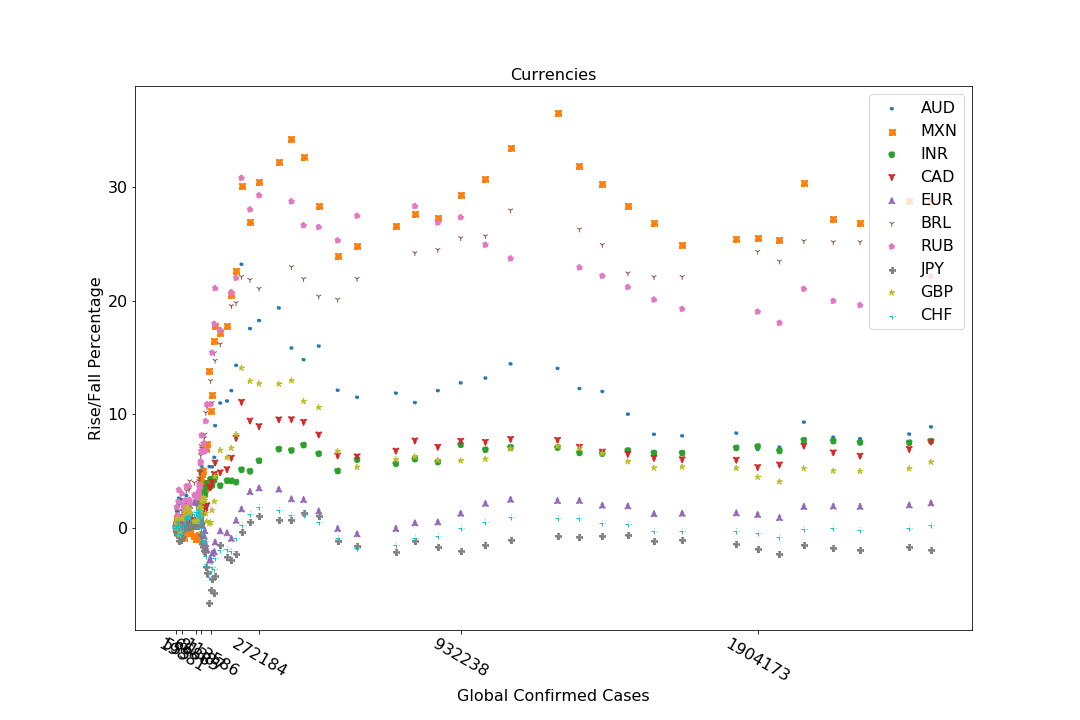 Currencies
Rise/Fall Percentage
30
20
10
0
AUD
MXN
INR
CAD
EUR
BRL
RUB
JPY
GBP
CHF
272184
932238
1904173
Global Confirmed Cases